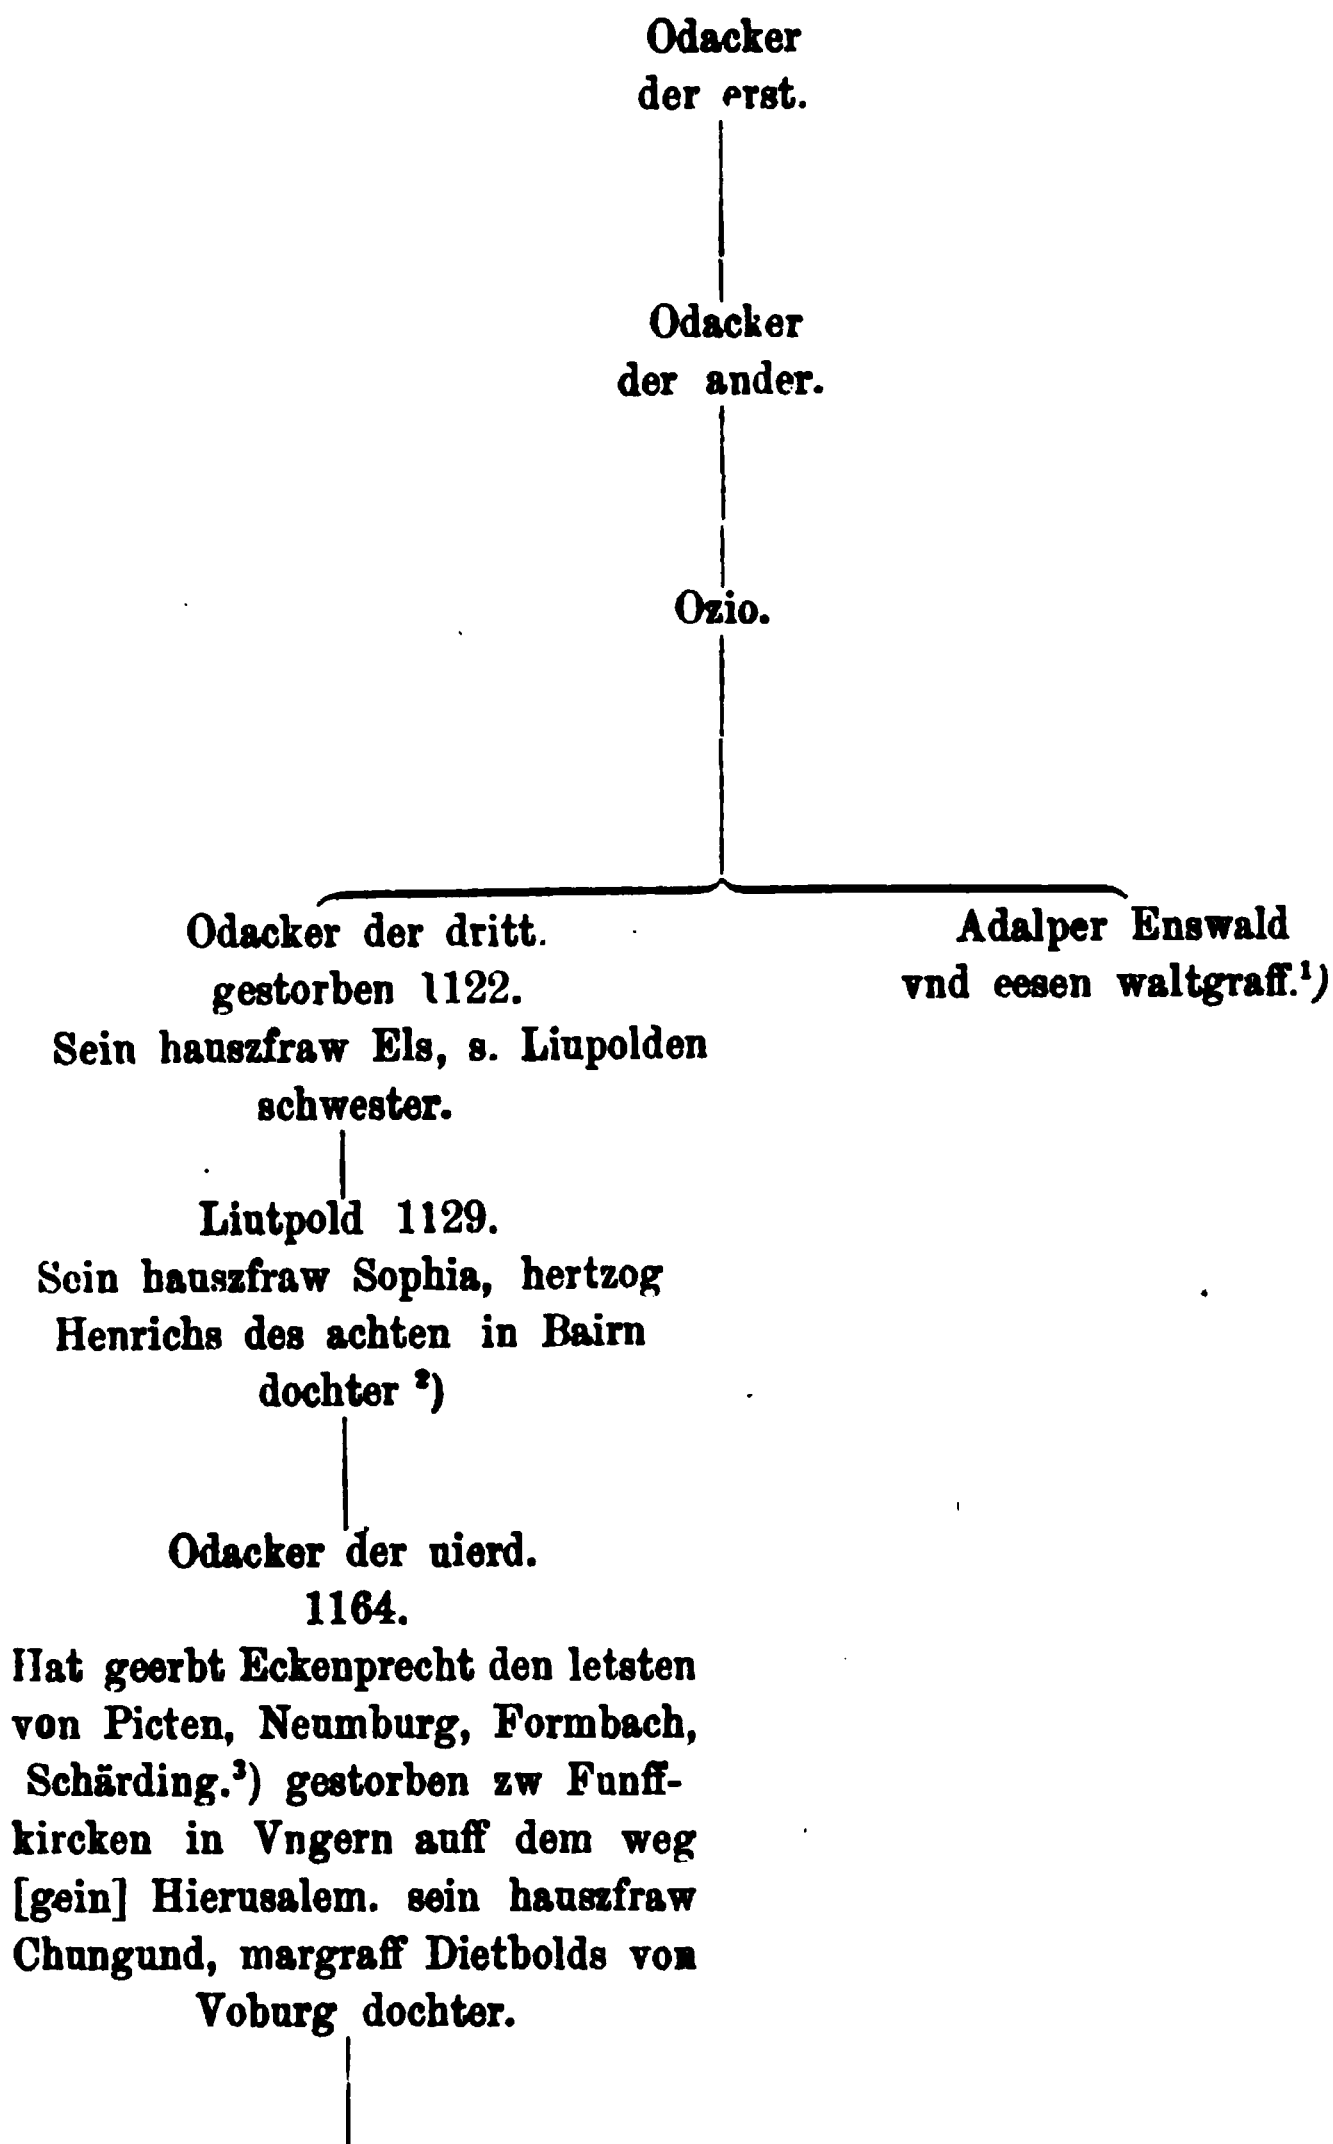 Odacker
der erst.
Odacker
der ander.
Ozio.
Odacker der dritt.
gestorben 1122.
Sein hauszfraw Els, s. Liupolden
schwester.
Adalper Enswald
vnd eesen waltgraff.¹)
Liutpold 1129.
Sein hauszfraw Sophia, hertzog
Henrichs des achten in Bairn
dochter ²)
Odacker der uierd.
1164.
Hat geerbt Eckenprecht den letsten
von Picten, Neumburg, Formbach,
Schärding.³) gestorben zw Funff-
kircken in Vngern auff dem weg
[gein] Hierusalem. sein hauszfraw
Chungund, margraff Dietbolds von
Voburg dochter.